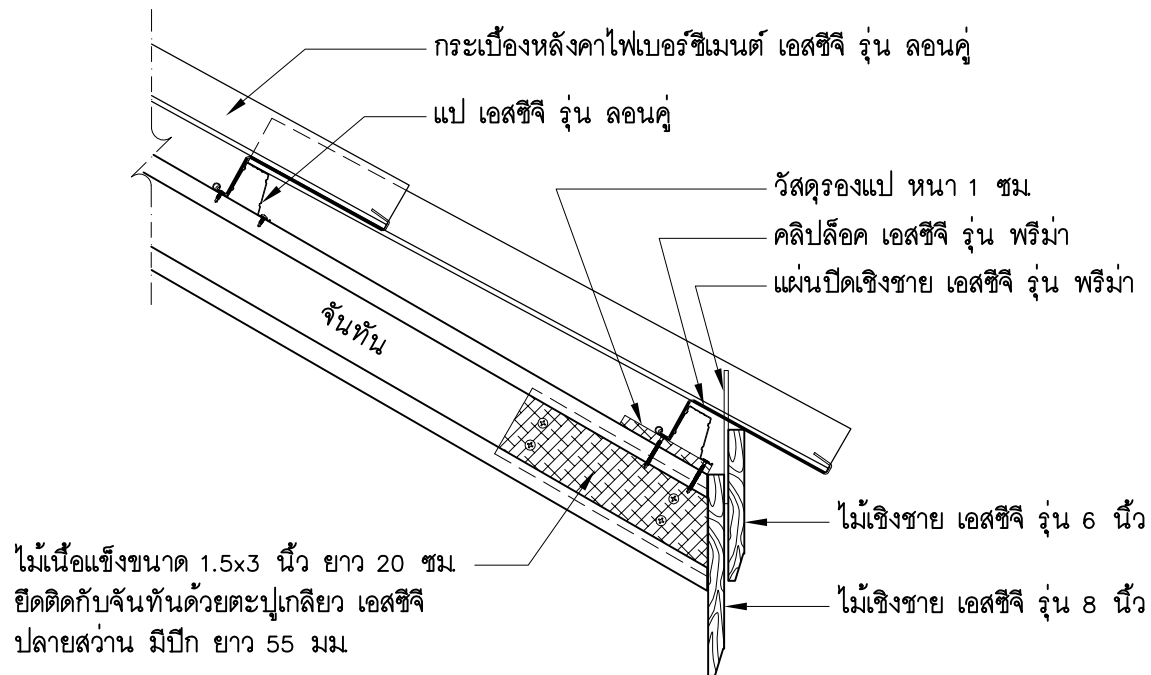 กระเบื้องหลังคาไฟเบอร์ซีเมนต์ เอสซีจี รุ่น ลอนคู่
แป เอสซีจี รุ่น ลอนคู่
วัสดุรองแป หนา 1 ซม.
คลิปล็อค เอสซีจี รุ่น พรีม่า
แผ่นปิดเชิงชาย เอสซีจี รุ่น พรีม่า
จันทัน
ไม้เชิงชาย เอสซีจี รุ่น 6 นิ้ว
ไม้เนื้อแข็งขนาด 1.5x3 นิ้ว ยาว 20 ซม.
ยึดติดกับจันทันด้วยตะปูเกลียว เอสซีจี
ปลายสว่าน มีปีก ยาว 55 มม.
ไม้เชิงชาย เอสซีจี รุ่น 8 นิ้ว